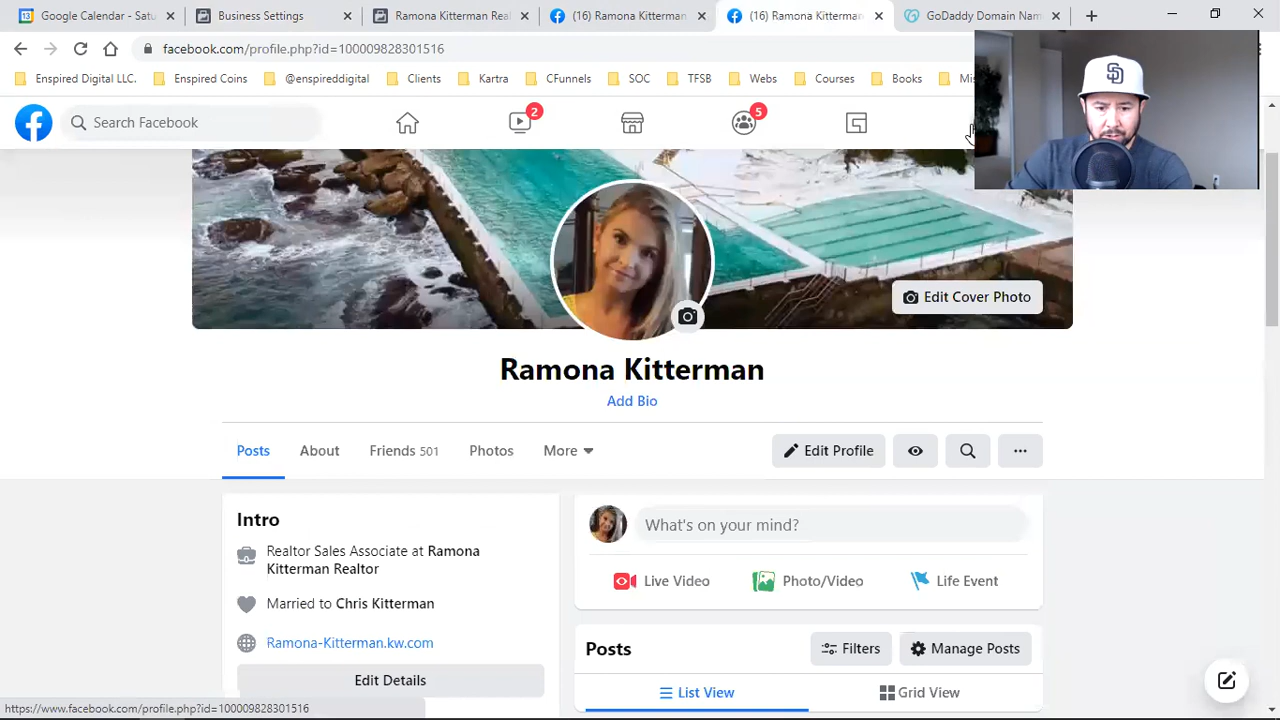 13 Google Calendar - Satu
Business Settings
Ramona Kitterman Rea
(16) Ramona Kitterman
(16) Ramona Kitterman
GoDaddy Domain Nam
facebook.com/profile.php?id=100009828301516
Enspired Digital LLC.
Enspired Coins
@enspireddigital
Clients
Kartra
CFunnels
SOC
TFSB
Webs
Courses
Books
Search Facebook
2
5
SD
Edit Cover Photo
Ramona Kitterman
Add Bio
Posts
About
Friends 501
Photos
More
Edit Profile
Intro
Realtor Sales Associate at Ramona
Kitterman Realtor
Married to Chris Kitterman
Ramona-Kitterman.kw.com
Edit Details
What's on your mind?
Live Video
Photo/Video
Life Event
Posts
Filters
Manage Posts
List View
Grid View
https://www.facebook.com/profile.php?id=100009828301516